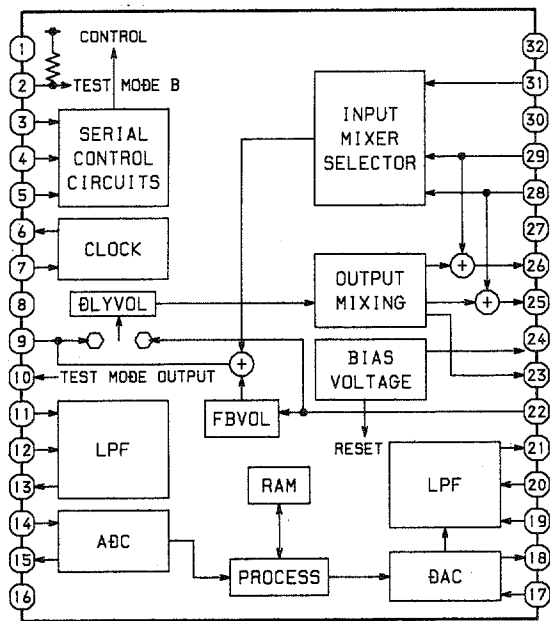 1
CONTROL
32
2
TEST MODE B
31
3
SERIAL
CONTROL
CIRCUITS
INPUT
MIXER
SELECTOR
30
4
29
5
28
6
CLOCK
27
7
OUTPUT
MIXING
26
8
DLYVOL
25
9
BIAS
VOLTAGE
24
10
TEST MODE OUTPUT
23
11
FBVOL
22
12
LPF
RESET
21
13
RAM
LPF
20
14
ADC
19
15
PROCESS
DAC
18
16
17